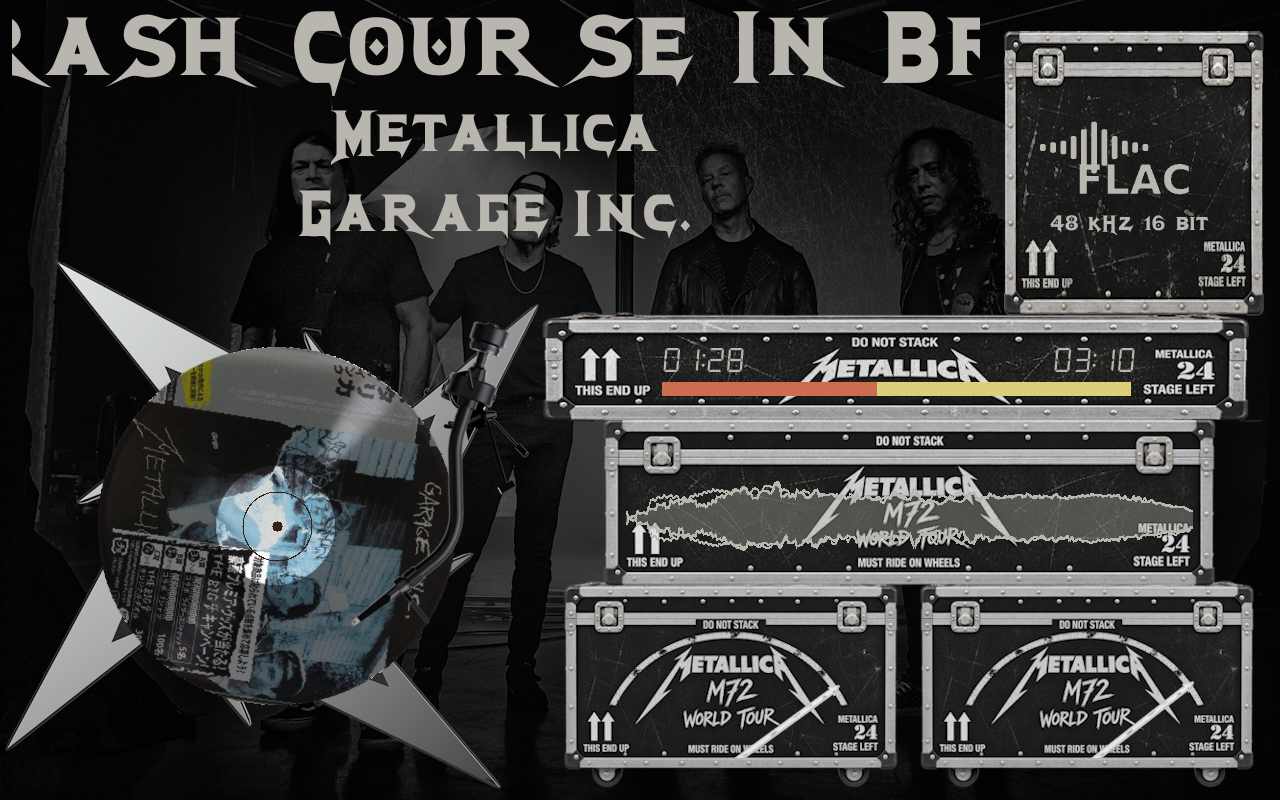 RASH COURSE IN BR
METALLICA
GARAGE INC.
FLAC
48 KHZ 16 BIT
THIS END UP
METALLICA
24
STAGE LEFT
DO NOT STACK
01:28
METALLICA
03:10
THIS END UP
METALLICA
24
STAGE LEFT
DO NOT STACK
METALLICA
M72
WORLD TOUR
THIS END UP
MUST RIDE ON WHEELS
METALLICA
24
STAGE LEFT
DO NOT STACK
METALLICA
M72
WORLD TOUR
THIS END UP
MUST RIDE ON WHEELS
METALLICA
24
STAGE LEFT
DO NOT STACK
METALLICA
M72
WORLD TOUR
THIS END UP
MUST RIDE ON WHEELS
METALLICA
24
STAGE LEFT
METALLICA
GARAGE INC.